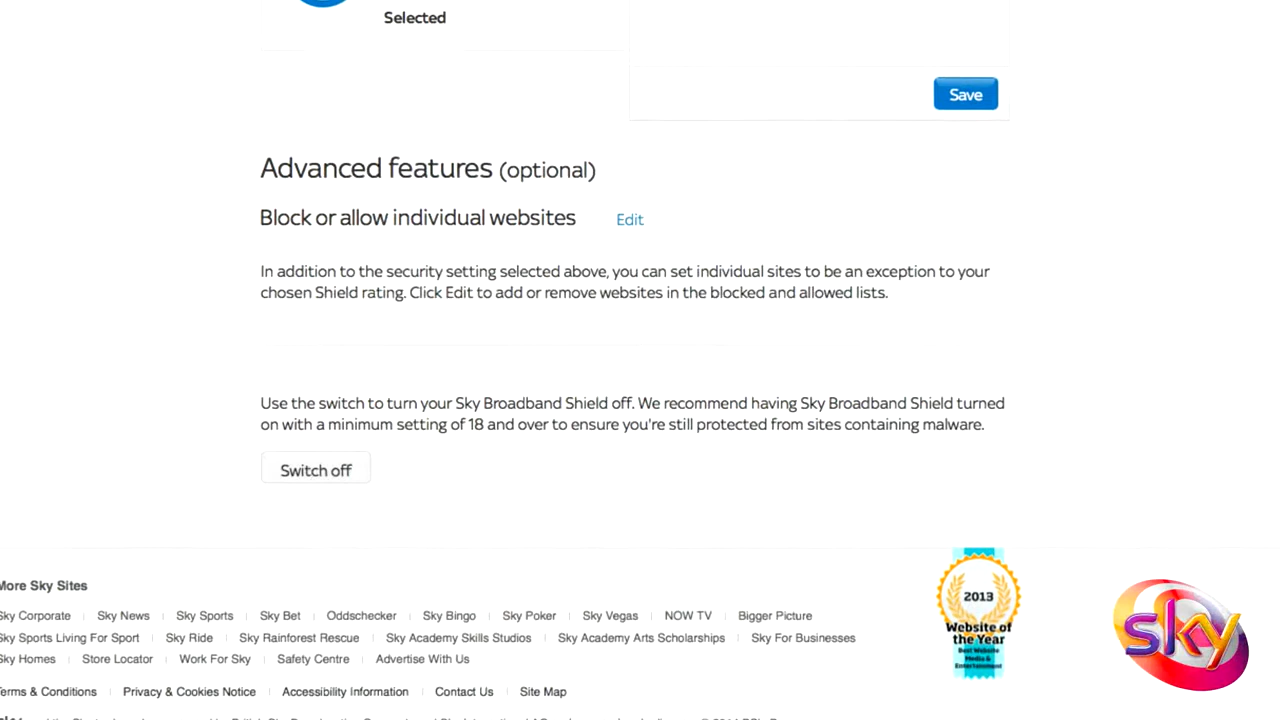 Selected
Save
Advanced features (optional)
Block or allow individual websites Edit
In addition to the security setting selected above, you can set individual sites to be an exception to your
chosen Shield rating. Click Edit to add or remove websites in the blocked and allowed lists.
Use the switch to turn your Sky Broadband Shield off. We recommend having Sky Broadband Shield turned
on with a minimum setting of 18 and over to ensure you're still protected from sites containing malware.
Switch off
More Sky Sites
Sky Corporate Sky News Sky Sports Sky Bet Oddschecker Sky Bingo Sky Poker Sky Vegas NOW TV Bigger Picture
Sky Sports Living For Sport Sky Ride Sky Rainforest Rescue Sky Academy Skills Studios Sky Academy Arts Scholarships Sky For Businesses
Sky Homes Store Locator Work For Sky Safety Centre Advertise With Us
Terms & Conditions Privacy & Cookies Notice Accessibility Information Contact Us Site Map
2013
Website of
the Year
Best Website
Media &
Entertainment
sky